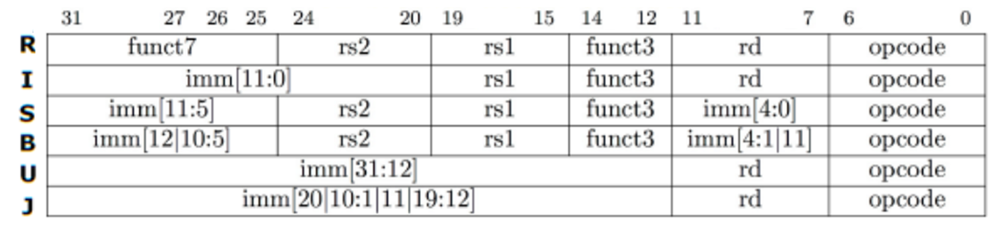 31 27 26 25 24 20 19 15 14 12 11 7 6 0
R funct7 rs2 rs1 funct3 rd opcode
I imm[11:0] rs1 funct3 rd opcode
S imm[11:5] rs2 rs1 funct3 imm[4:0] opcode
B imm[12|10:5] rs2 rs1 funct3 imm[4:1|11] opcode
U imm[31:12] rd opcode
J imm[20|10:1|11|19:12] rd opcode